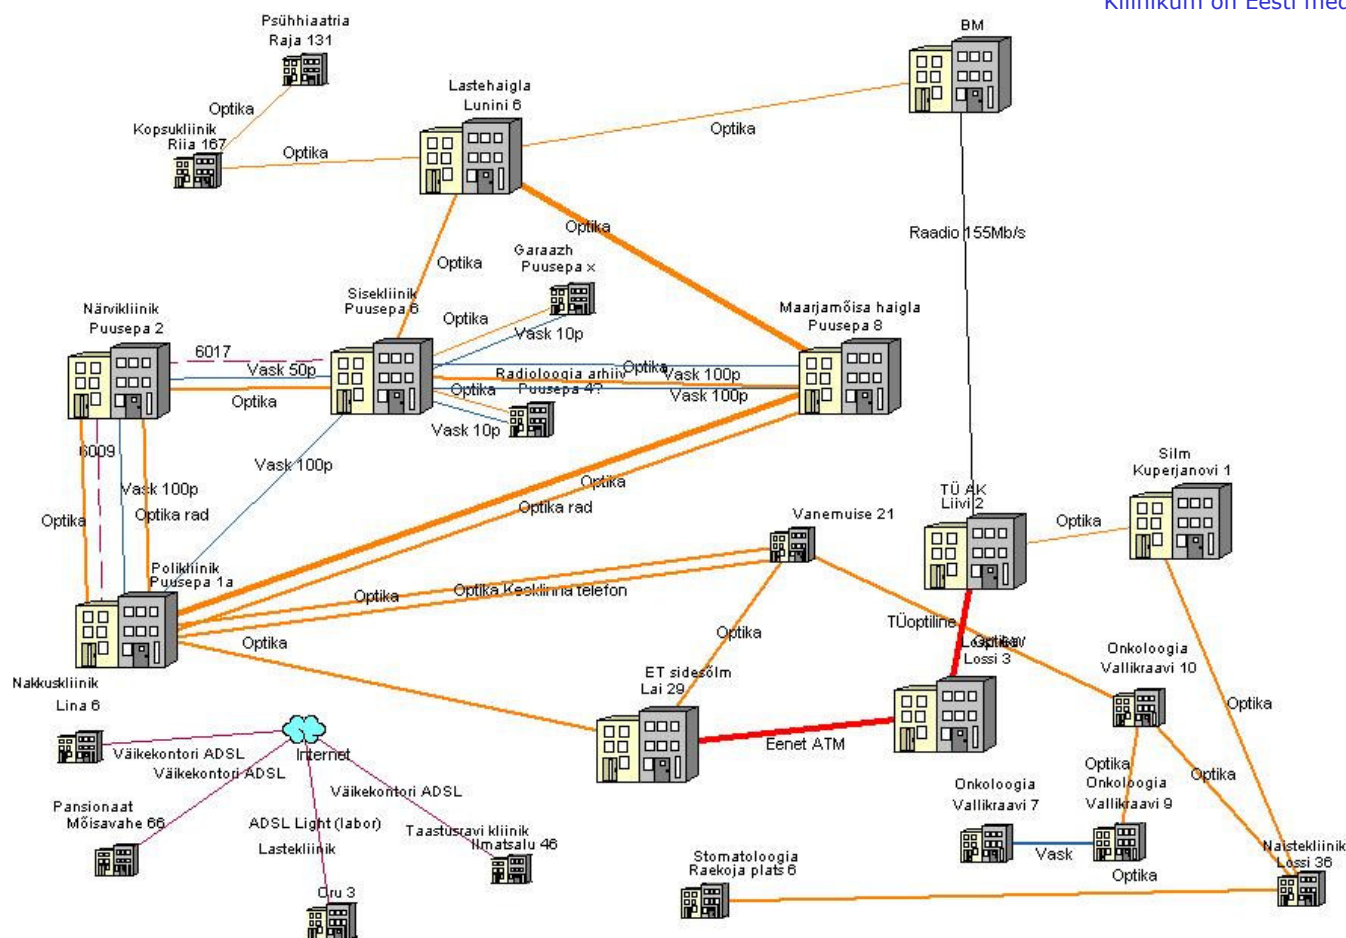 Kliinikum on Eesti med
Psühhiaatria
Raja 131
BM
Lastehaigla
Lunini 6
Optika
Kopsukliinik
Riia 167
Optika
Optika
Optika
Raadio 155Mb/s
Optika
Garaazh
Puusepa x
Sisekliinik
Puusepa 6
Närvikliinik
Puusepa 2
Maarjamõisa haigla
Puusepa 8
Optika
Vask 10p
6017
Vask 50p
Optika
Vask 100p
Radioloogia arhiiv
Puusepa 4?
Optika
Vask 100p
Optika
Vask 10p
6009
Vask 100p
Vask 100p
Optika
Optika rad
Optika
Optika rad
Silm
Kuperjanovi 1
TÜ AK
Liivi 2
Optika
Vanemuise 21
Polikliinik
Puusepa 1a
Optika
Optika Kesklinna telefon
Optika
Optika
TÜoptiline
Lossi 3
ET sidesõlm
Lai 29
Onkoloogia
Vallikraavi 10
Nakkuskliinik
Lina 6
Optika
Eenet ATM
Väikekontori ADSL
Internet
Väikekontori ADSL
Väikekontori ADSL
Optika
Optika
Onkoloogia
Vallikraavi 7
Onkoloogia
Vallikraavi 9
Pansionaat
Mõisavahe 66
ADSL Light (labor)
Lastekliinik
Taastusravi kliinik
Ilmatsalu 46
Vask
Stomatoloogia
Raekoja plats 6
Naistekliinik
Lossi 36
Optika
Oru 3